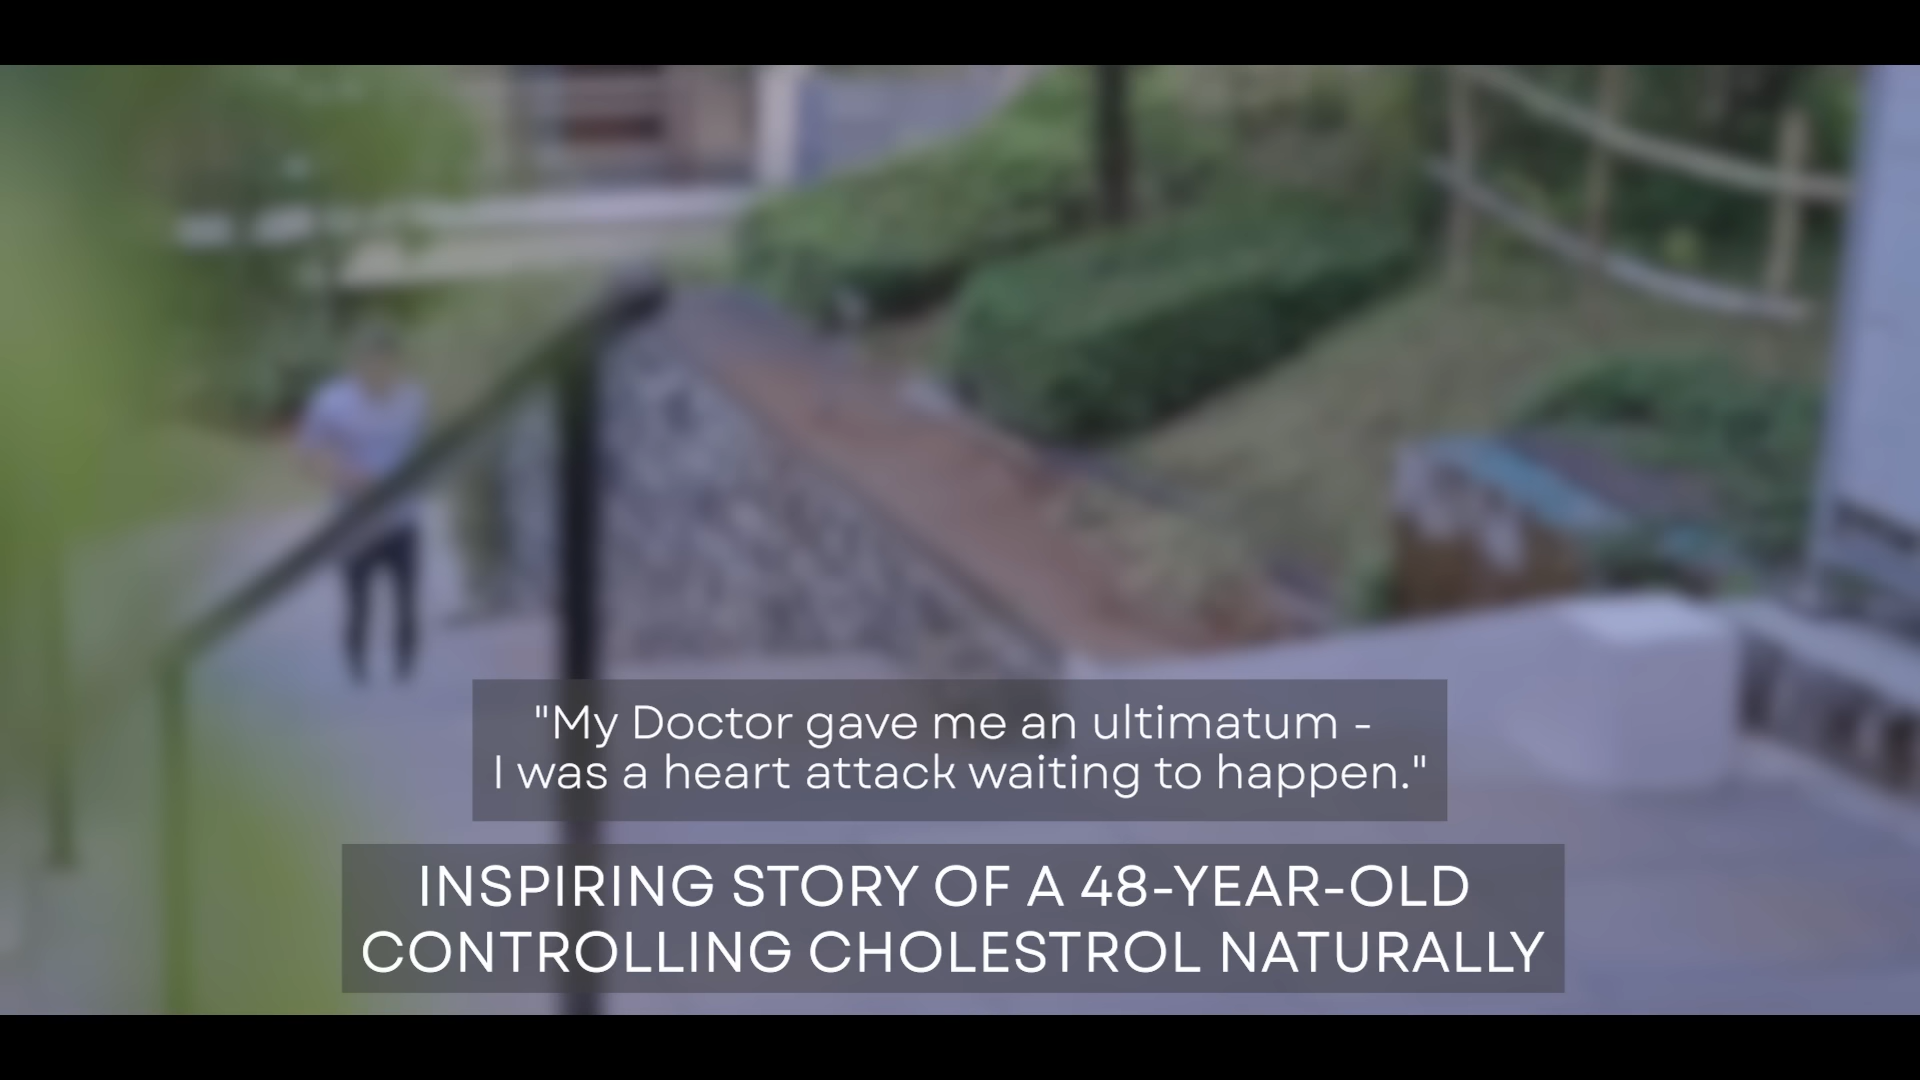 "My Doctor gave me an ultimatum -
I was a heart attack waiting to happen."
INSPIRING STORY OF A 48-YEAR-OLD
CONTROLLING CHOLESTROL NATURALLY